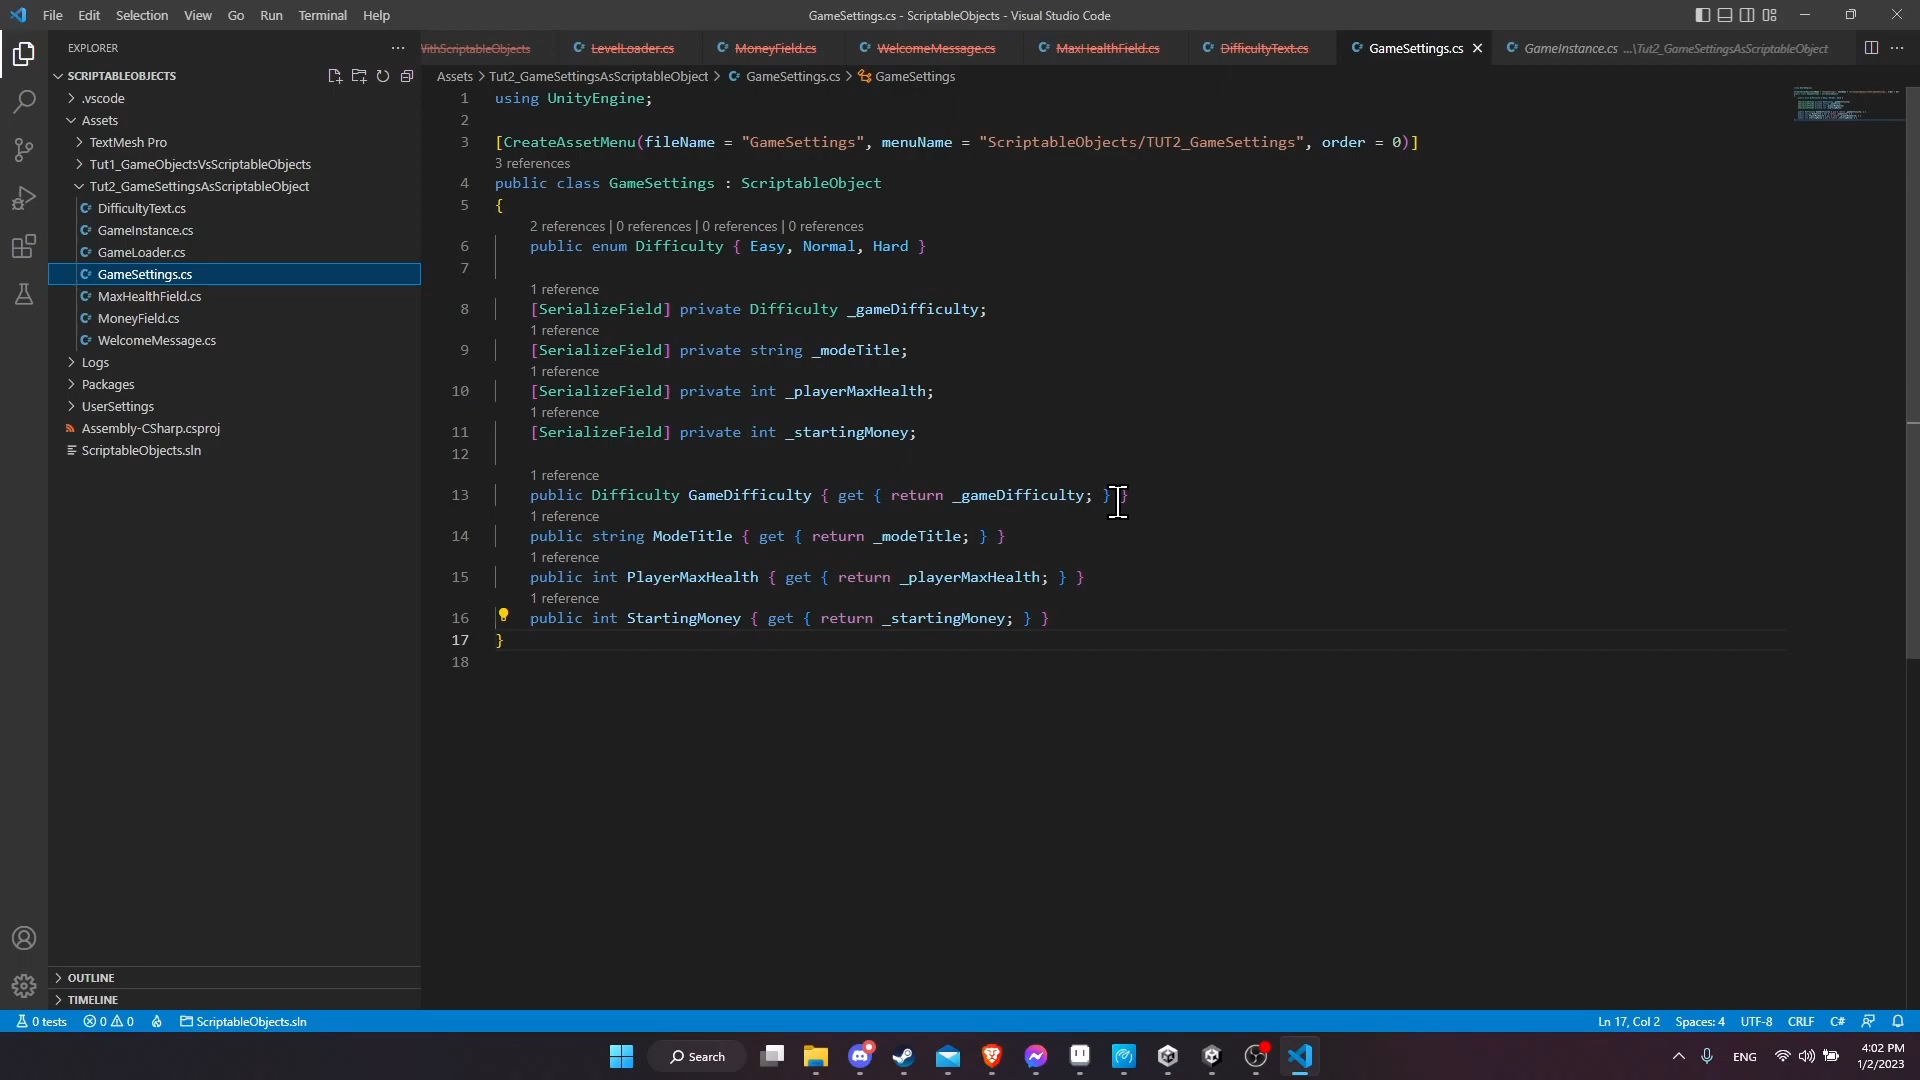 File Edit Selection View Go Run Terminal Help
GameSettings.cs - ScriptableObjects - Visual Studio Code
EXPLORER
SCRIPTABLEOBJECTS
.vscode
Assets
TextMesh Pro
Tut1_GameObjectsVsScriptableObjects
Tut2_GameSettingsAsScriptableObject
DifficultyText.cs
GameInstance.cs
GameLoader.cs
GameSettings.cs
MaxHealthField.cs
MoneyField.cs
WelcomeMessage.cs
Logs
Packages
UserSettings
Assembly-CSharp.csproj
ScriptableObjects.sln
OUTLINE
TIMELINE
WithScriptableObjects LevelLoader.cs MoneyField.cs WelcomeMessage.cs MaxHealthField.cs DifficultyText.cs GameSettings.cs GameInstance.cs ...\Tut2_GameSettingsAsScriptableObject
Assets > Tut2_GameSettingsAsScriptableObject > GameSettings.cs > GameSettings
1 using UnityEngine;
2
3 [CreateAssetMenu(fileName = "GameSettings", menuName = "ScriptableObjects/TUT2_GameSettings", order = 0)]
3 references
4 public class GameSettings : ScriptableObject
5 {
2 references | 0 references | 0 references | 0 references
6 public enum Difficulty { Easy, Normal, Hard }
7
1 reference
8 [SerializeField] private Difficulty _gameDifficulty;
1 reference
9 [SerializeField] private string _modeTitle;
1 reference
10 [SerializeField] private int _playerMaxHealth;
1 reference
11 [SerializeField] private int _startingMoney;
12
1 reference
13 public Difficulty GameDifficulty { get { return _gameDifficulty; } }
1 reference
14 public string ModeTitle { get { return _modeTitle; } }
1 reference
15 public int PlayerMaxHealth { get { return _playerMaxHealth; } }
1 reference
16 public int StartingMoney { get { return _startingMoney; } }
17 }
18
0 tests 0 0 ScriptableObjects.sln
Ln 17, Col 2 Spaces: 4 UTF-8 CRLF C#
Search
ENG
4:02 PM
1/2/2023